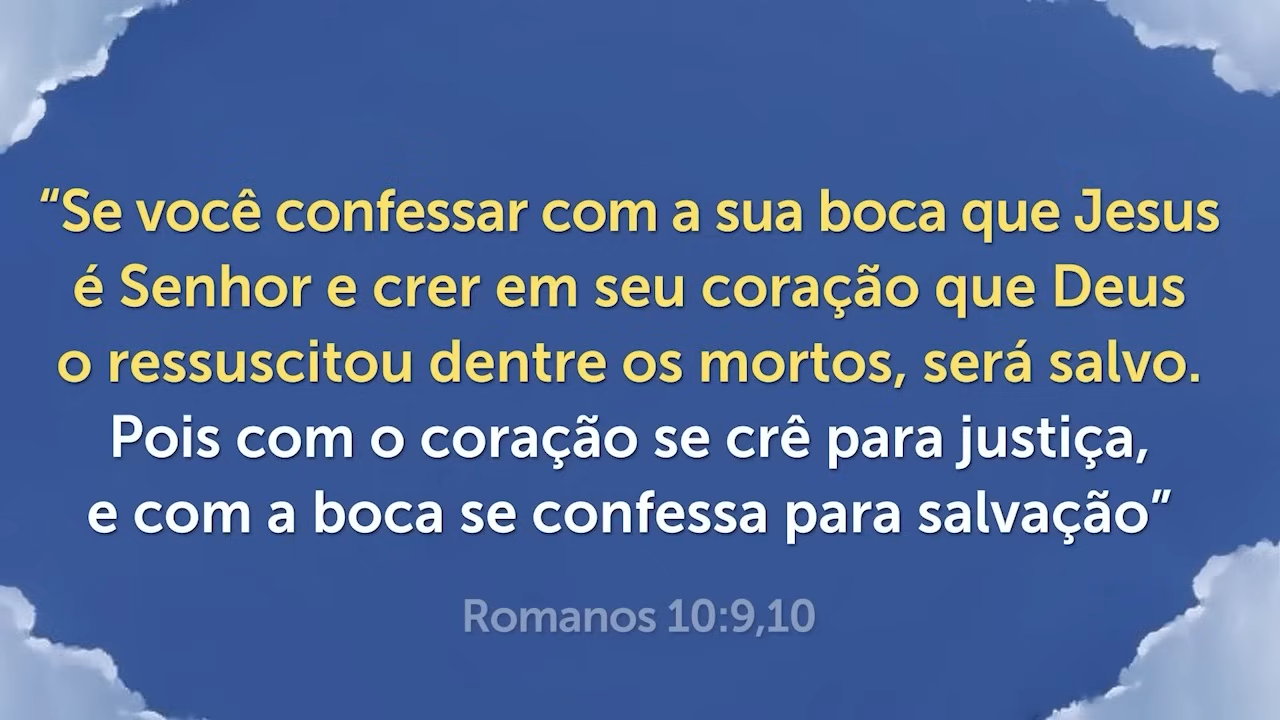 “Se você confessar com a sua boca que Jesus
é Senhor e crer em seu coração que Deus
o ressuscitou dentre os mortos, será salvo.
Pois com o coração se crê para justiça,
e com a boca se confessa para salvação”
Romanos 10:9,10